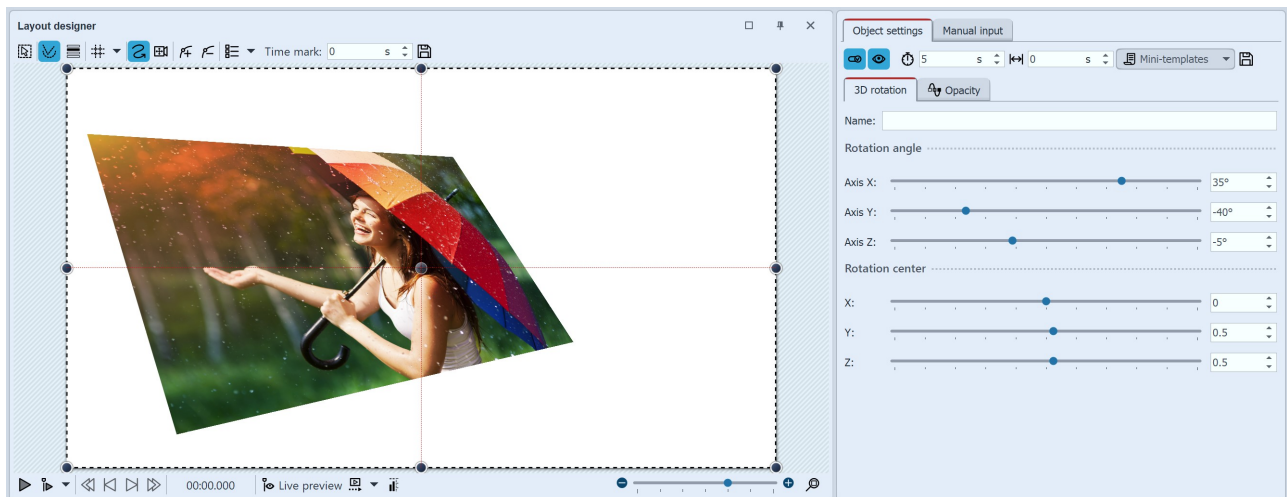 Layout designer
Time mark: 0 s
00:00.000
Live preview
Object settings
Manual input
5 s
0 s
Mini-templates
3D rotation
Opacity
Name:
Rotation angle
Axis X: 35°
Axis Y: -40°
Axis Z: -5°
Rotation center
X: 0
Y: 0.5
Z: 0.5